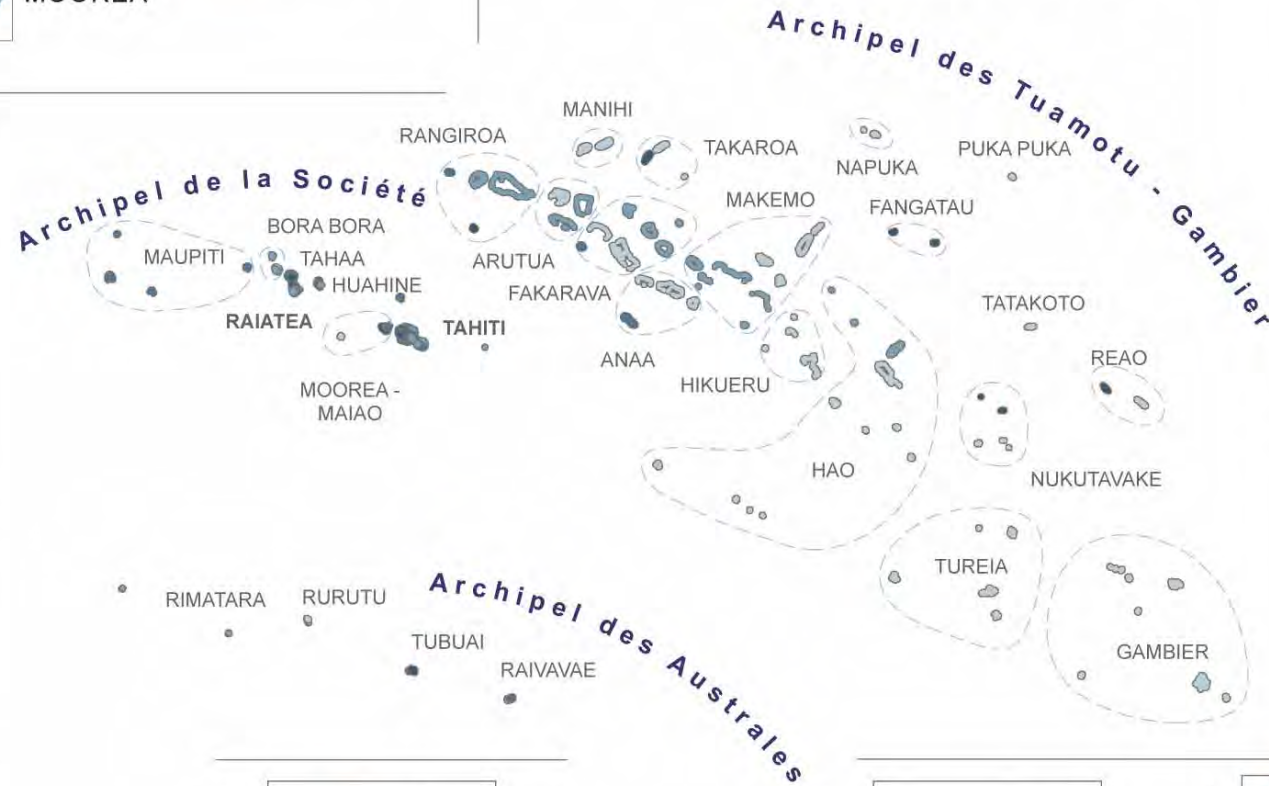 MOOREA
Archipel des Tuamotu - Gambier
MANIHI
RANGIROA
TAKAROA
NAPUKA
PUKA PUKA
Archipel de la Société
MAKEMO
FANGATAU
BORA BORA
MAUPITI
TAHAA
ARUTUA
HUAHINE
FAKARAVA
TATAKOTO
RAIATEA
TAHITI
ANAA
REAO
HIKUERU
MOOREA -
MAIAO
HAO
NUKUTAVAKE
TUREIA
Archipel des Australes
RIMATARA
RURUTU
TUBUAI
GAMBIER
RAIVAVAE